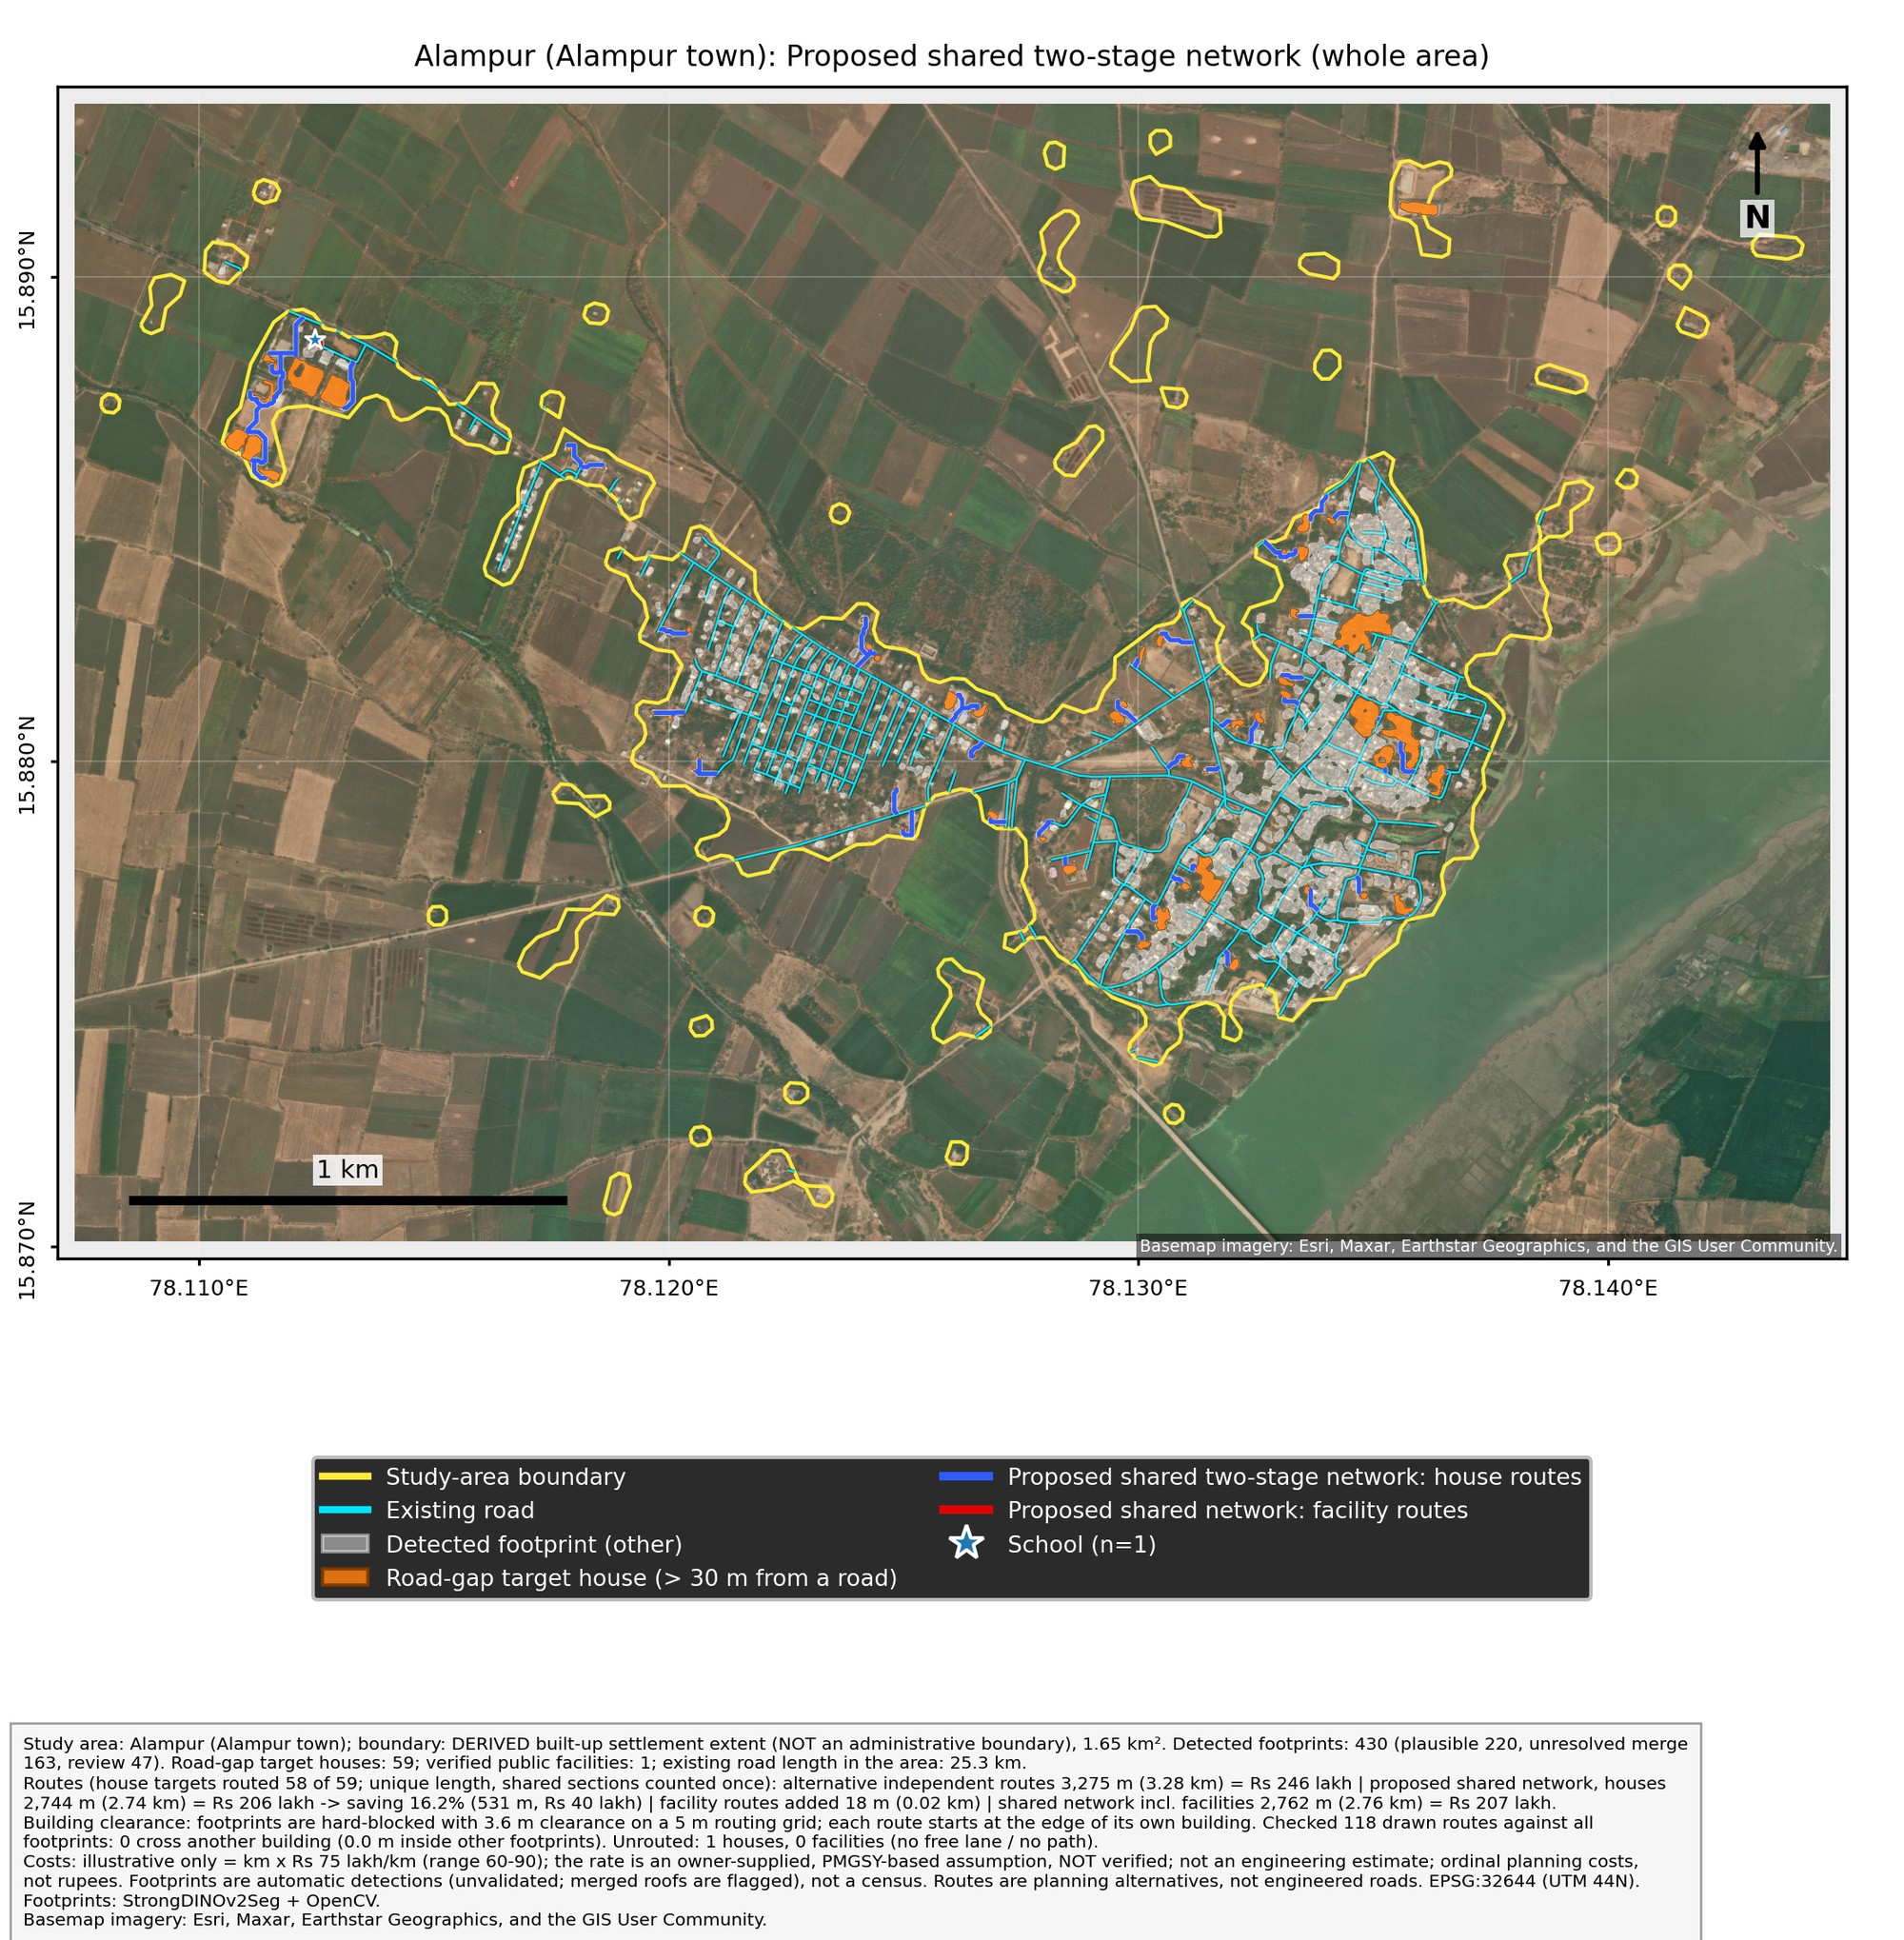 Alampur (Alampur town): Proposed shared two-stage network (whole area)
N
15.890°N
15.880°N
15.870°N
1 km
Basemap imagery: Esri, Maxar, Earthstar Geographics, and the GIS User Community.
78.110°E 78.120°E 78.130°E 78.140°E
Study-area boundary
Existing road
Detected footprint (other)
Road-gap target house (> 30 m from a road)
Proposed shared two-stage network: house routes
Proposed shared network: facility routes
School (n=1)
Study area: Alampur (Alampur town); boundary: DERIVED built-up settlement extent (NOT an administrative boundary), 1.65 km². Detected footprints: 430 (plausible 220, unresolved merge
163, review 47). Road-gap target houses: 59; verified public facilities: 1; existing road length in the area: 25.3 km.
Routes (house targets routed 58 of 59; unique length, shared sections counted once): alternative independent routes 3,275 m (3.28 km) = Rs 246 lakh | proposed shared network, houses
2,744 m (2.74 km) = Rs 206 lakh -> saving 16.2% (531 m, Rs 40 lakh) | facility routes added 18 m (0.02 km) | shared network incl. facilities 2,762 m (2.76 km) = Rs 207 lakh.
Building clearance: footprints are hard-blocked with 3.6 m clearance on a 5 m routing grid; each route starts at the edge of its own building. Checked 118 drawn routes against all
footprints: 0 cross another building (0.0 m inside other footprints). Unrouted: 1 houses, 0 facilities (no free lane / no path).
Costs: illustrative only = km x Rs 75 lakh/km (range 60-90); the rate is an owner-supplied, PMGSY-based assumption, NOT verified; not an engineering estimate; ordinal planning costs,
not rupees. Footprints are automatic detections (unvalidated; merged roofs are flagged), not a census. Routes are planning alternatives, not engineered roads. EPSG:32644 (UTM 44N).
Footprints: StrongDINOv2Seg + OpenCV.
Basemap imagery: Esri, Maxar, Earthstar Geographics, and the GIS User Community.